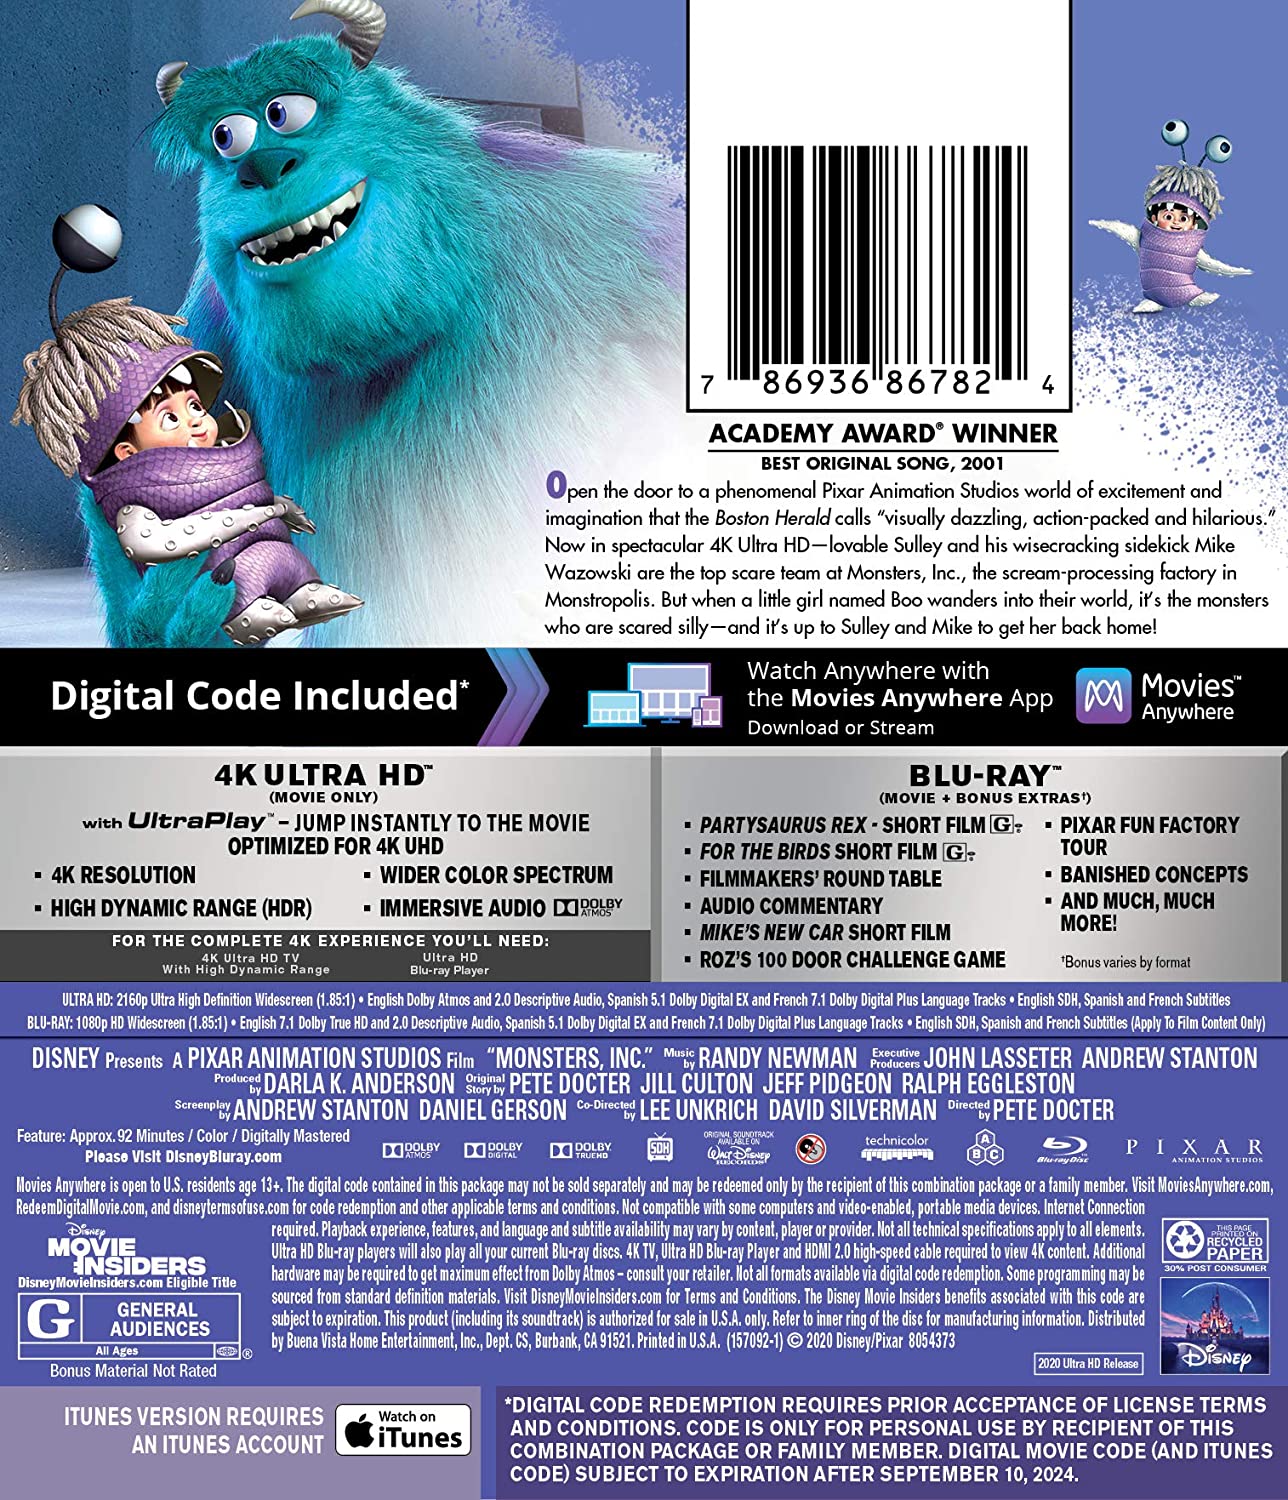 7 86936 86782 4
ACADEMY AWARD® WINNER
BEST ORIGINAL SONG, 2001
Open the door to a phenomenal Pixar Animation Studios world of excitement and
imagination that the Boston Herald calls “visually dazzling, action-packed and hilarious.”
Now in spectacular 4K Ultra HD—lovable Sulley and his wisecracking sidekick Mike
Wazowski are the top scare team at Monsters, Inc., the scream-processing factory in
Monstropolis. But when a little girl named Boo wanders into their world, it’s the monsters
who are scared silly—and it’s up to Sulley and Mike to get her back home!
Digital Code Included*
Watch Anywhere with
the Movies Anywhere App
Download or Stream
Movies™
Anywhere
4K ULTRA HD™
(MOVIE ONLY)
with UltraPlay™ – JUMP INSTANTLY TO THE MOVIE
OPTIMIZED FOR 4K UHD
▪ 4K RESOLUTION
▪ HIGH DYNAMIC RANGE (HDR)
▪ WIDER COLOR SPECTRUM
▪ IMMERSIVE AUDIO DOLBY ATMOS®
FOR THE COMPLETE 4K EXPERIENCE YOU’LL NEED:
4K Ultra HD TV
With High Dynamic Range
Ultra HD
Blu-ray Player
BLU-RAY™
(MOVIE + BONUS EXTRAS†)
▪ PARTYSAURUS REX - SHORT FILM G
▪ FOR THE BIRDS SHORT FILM G
▪ FILMMAKERS’ ROUND TABLE
▪ AUDIO COMMENTARY
▪ MIKE’S NEW CAR SHORT FILM
▪ ROZ’S 100 DOOR CHALLENGE GAME
▪ PIXAR FUN FACTORY
TOUR
▪ BANISHED CONCEPTS
▪ AND MUCH, MUCH
MORE!
†Bonus varies by format
ULTRA HD: 2160p Ultra High Definition Widescreen (1.85:1) • English Dolby Atmos and 2.0 Descriptive Audio, Spanish 5.1 Dolby Digital EX and French 7.1 Dolby Digital Plus Language Tracks • English SDH, Spanish and French Subtitles
BLU-RAY: 1080p HD Widescreen (1.85:1) • English 7.1 Dolby True HD and 2.0 Descriptive Audio, Spanish 5.1 Dolby Digital EX and French 7.1 Dolby Digital Plus Language Tracks • English SDH, Spanish and French Subtitles (Apply To Film Content Only)
DISNEY Presents A PIXAR ANIMATION STUDIOS Film “MONSTERS, INC.” Music by RANDY NEWMAN Executive Producers JOHN LASSETER ANDREW STANTON
Produced by DARLA K. ANDERSON Original Story by PETE DOCTER JILL CULTON JEFF PIDGEON RALPH EGGLESTON
Screenplay by ANDREW STANTON DANIEL GERSON Co-Directed by LEE UNKRICH DAVID SILVERMAN Directed by PETE DOCTER
Feature: Approx. 92 Minutes / Color / Digitally Mastered
Please Visit DisneyBluray.com
DOLBY ATMOS®
DOLBY DIGITAL
DOLBY TRUEHD
SDH
ORIGINAL SOUNDTRACK
AVAILABLE ON
WALT DISNEY
RECORDS
technicolor
A B C
Blu-ray Disc
PIXAR
ANIMATION STUDIOS
Movies Anywhere is open to U.S. residents age 13+. The digital code contained in this package may not be sold separately and may be redeemed only by the recipient of this combination package or a family member. Visit MoviesAnywhere.com,
RedeemDigitalMovie.com, and disneytermsofuse.com for code redemption and other applicable terms and conditions. Not compatible with some computers and video-enabled, portable media devices. Internet Connection
required. Playback experience, features, and language and subtitle availability may vary by content, player or provider. Not all technical specifications apply to all elements.
Ultra HD Blu-ray players will also play all your current Blu-ray discs. 4K TV, Ultra HD Blu-ray Player and HDMI 2.0 high-speed cable required to view 4K content. Additional
hardware may be required to get maximum effect from Dolby Atmos – consult your retailer. Not all formats available via digital code redemption. Some programming may be
sourced from standard definition materials. Visit DisneyMovieInsiders.com for Terms and Conditions. The Disney Movie Insiders benefits associated with this code are
subject to expiration. This product (including its soundtrack) is authorized for sale in U.S.A. only. Refer to inner ring of the disc for manufacturing information. Distributed
by Buena Vista Home Entertainment, Inc., Dept. CS, Burbank, CA 91521. Printed in U.S.A. (157092-1) © 2020 Disney/Pixar 8054373
Disney
MOVIE
INSIDERS
DisneyMovieInsiders.com Eligible Title
G GENERAL
AUDIENCES
All Ages
®
Bonus Material Not Rated
THIS PAGE
PRINTED ON
RECYCLED
PAPER
30% POST CONSUMER
DISNEY
2020 Ultra HD Release
ITUNES VERSION REQUIRES
AN ITUNES ACCOUNT
Watch on
iTunes
*DIGITAL CODE REDEMPTION REQUIRES PRIOR ACCEPTANCE OF LICENSE TERMS
AND CONDITIONS. CODE IS ONLY FOR PERSONAL USE BY RECIPIENT OF THIS
COMBINATION PACKAGE OR FAMILY MEMBER. DIGITAL MOVIE CODE (AND ITUNES
CODE) SUBJECT TO EXPIRATION AFTER SEPTEMBER 10, 2024.